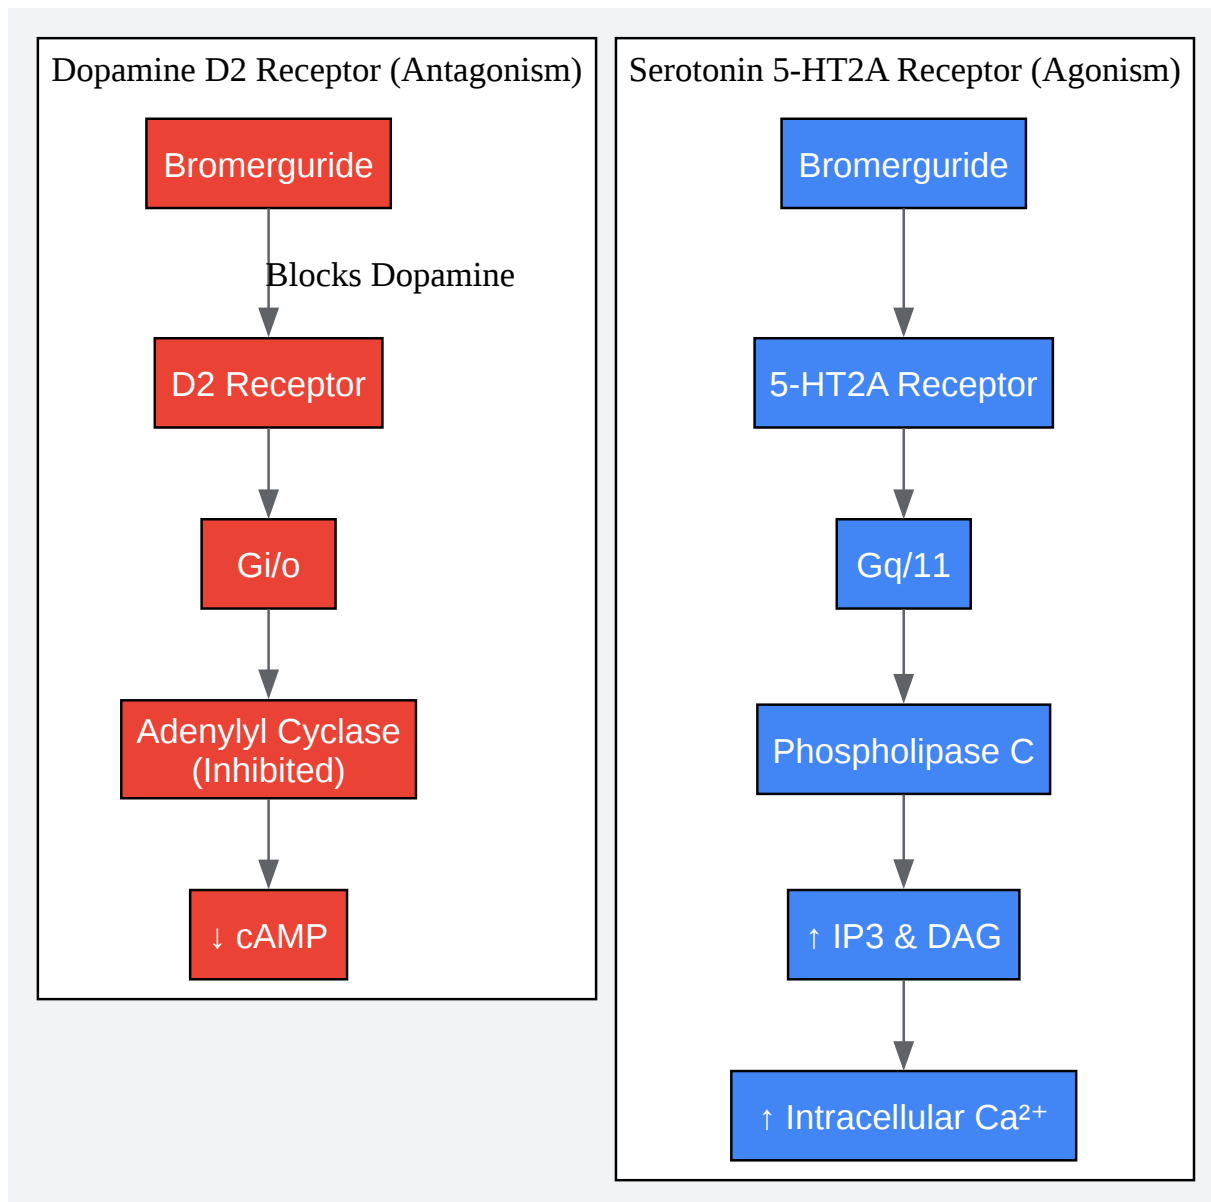 Dopamine D2 Receptor (Antagonism)
Bromerguride
Blocks Dopamine
D2 Receptor
Gi/o
Adenylyl Cyclase
(Inhibited)
↓ cAMP
Serotonin 5-HT2A Receptor (Agonism)
Bromerguride
5-HT2A Receptor
Gq/11
Phospholipase C
↑ IP3 & DAG
↑ Intracellular Ca²⁺